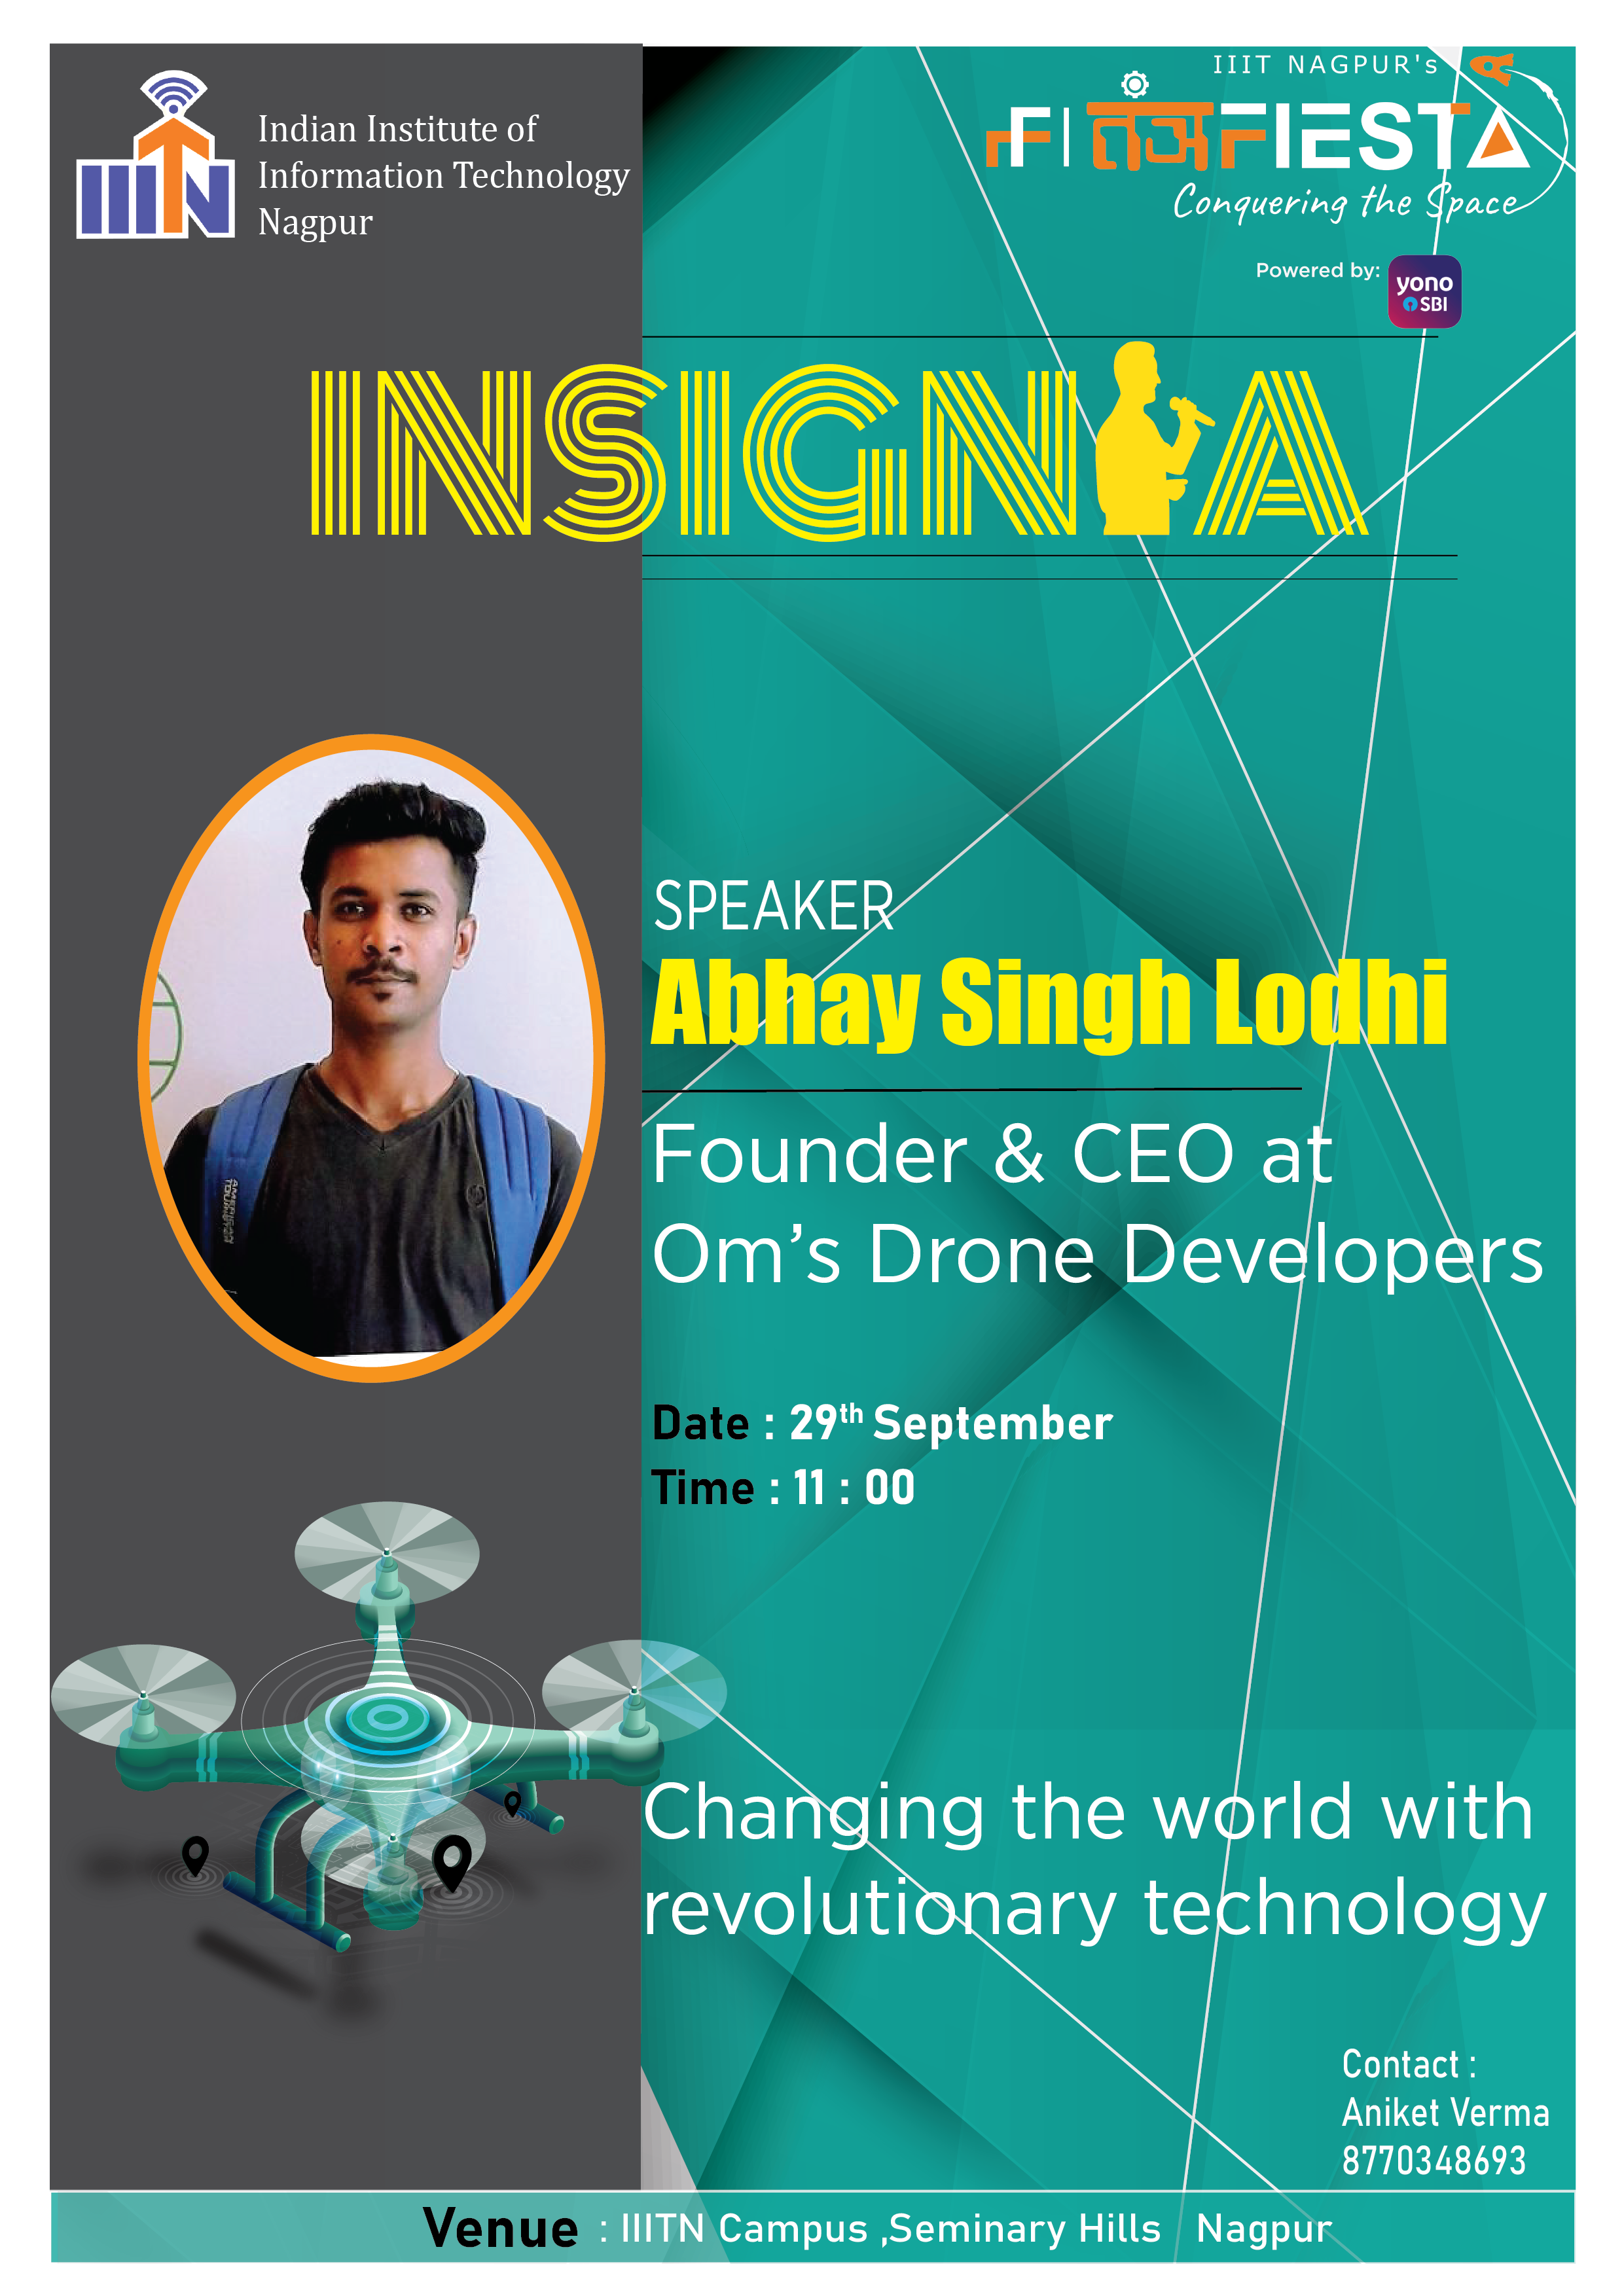 Indian Institute of
Information Technology
Nagpur
IIIT NAGPUR's
FIESTA
Conquering the Space
Powered by:
yono
SBI
INSIGNIA
SPEAKER
Abhay Singh Lodhi
Founder & CEO at
Om’s Drone Developers
Date : 29th September
Time : 11 : 00
Changing the world with
revolutionary technology
Contact :
Aniket Verma
8770348693
Venue : IIITN Campus ,Seminary Hills Nagpur